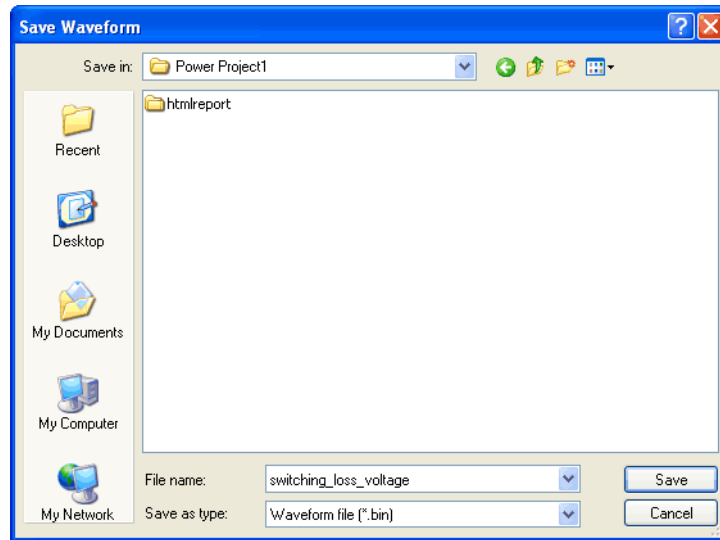 Save Waveform
Save in: Power Project1
htmlreport
Recent
Desktop
My Documents
My Computer
My Network
File name: switching_loss_voltage Save
Save as type: Waveform file (*.bin) Cancel